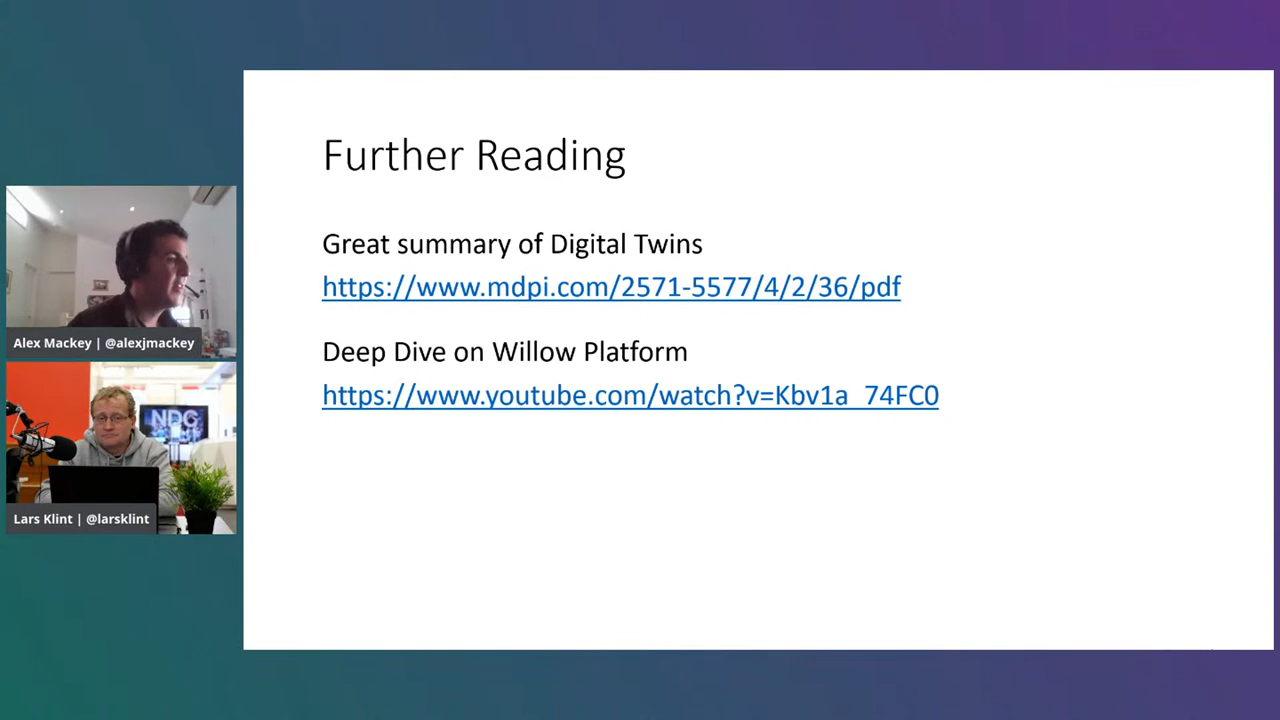 Further Reading
Great summary of Digital Twins
https://www.mdpi.com/2571-5577/4/2/36/pdf
Deep Dive on Willow Platform
https://www.youtube.com/watch?v=Kbv1a_74FC0
Alex Mackey | @alexjmackey
NDC
Lars Klint | @larsklint